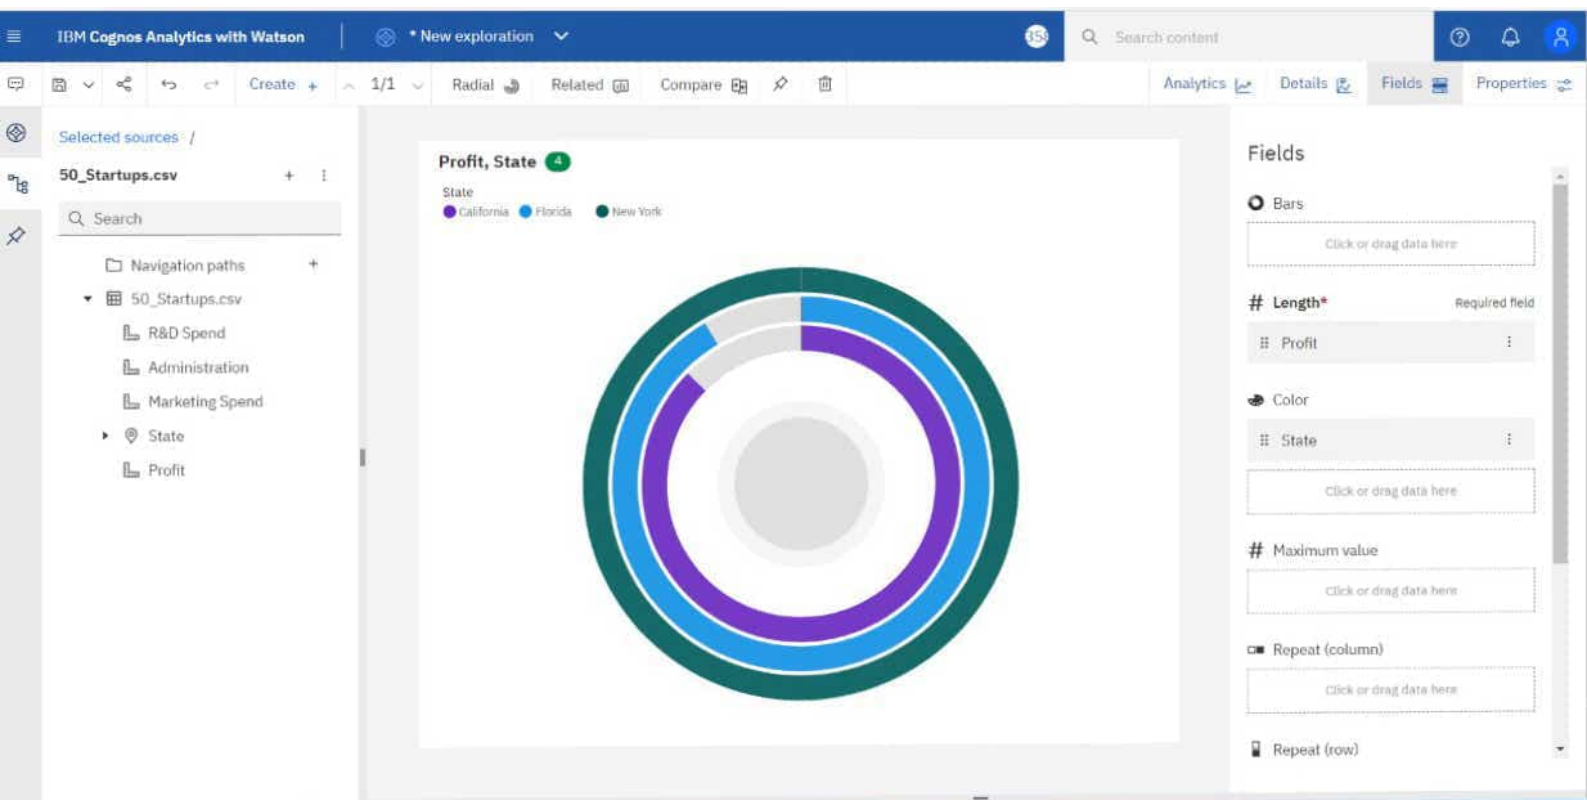 IBM Cognos Analytics with Watson
* New exploration
Search content
Create +
1/1
Radial
Related
Compare
Analytics
Details
Fields
Properties
Selected sources /
50_Startups.csv
Search
Navigation paths
50_Startups.csv
R&D Spend
Administration
Marketing Spend
State
Profit
Profit, State 4
State
California
Florida
New York
Fields
Bars
Click or drag data here
# Length* Required field
Profit
Color
State
Click or drag data here
# Maximum value
Click or drag data here
Repeat (column)
Click or drag data here
Repeat (row)